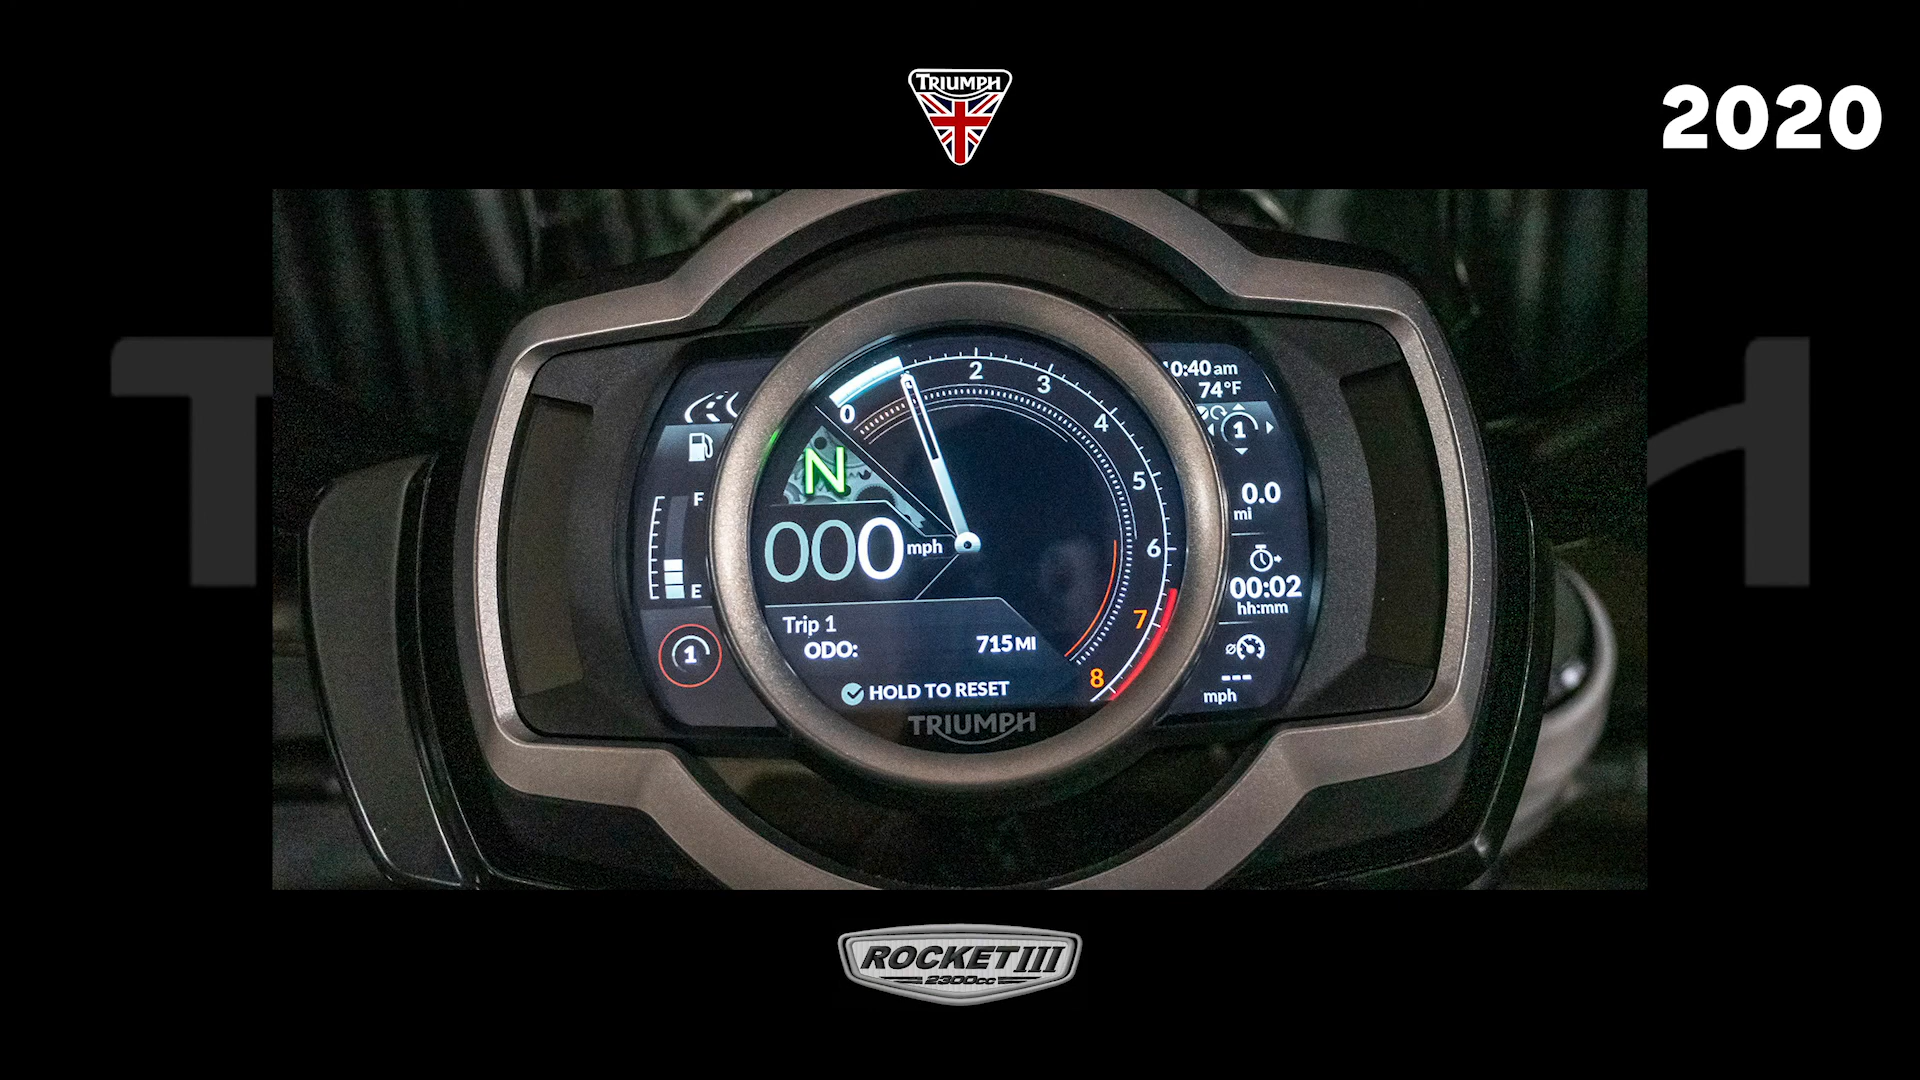 TRIUMPH
2020
0
2
3
4
5
6
7
8
N
000 mph
F
E
1
Trip 1
ODO: 715 MI
HOLD TO RESET
TRIUMPH
0:40 am
74°F
1
0.0
mi
00:02
hh:mm
---
mph
ROCKET III
2300cc